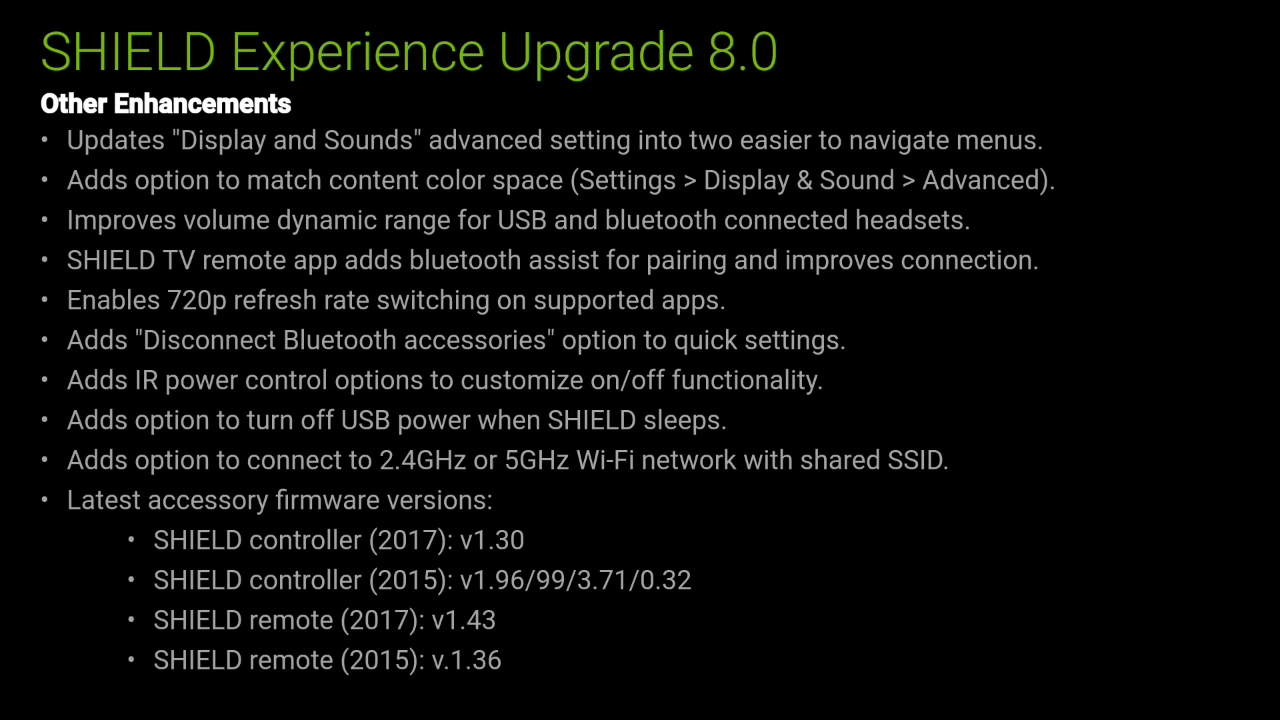 SHIELD Experience Upgrade 8.0
Other Enhancements
• Updates "Display and Sounds" advanced setting into two easier to navigate menus.
• Adds option to match content color space (Settings > Display & Sound > Advanced).
• Improves volume dynamic range for USB and bluetooth connected headsets.
• SHIELD TV remote app adds bluetooth assist for pairing and improves connection.
• Enables 720p refresh rate switching on supported apps.
• Adds "Disconnect Bluetooth accessories" option to quick settings.
• Adds IR power control options to customize on/off functionality.
• Adds option to turn off USB power when SHIELD sleeps.
• Adds option to connect to 2.4GHz or 5GHz Wi-Fi network with shared SSID.
• Latest accessory firmware versions:
• SHIELD controller (2017): v1.30
• SHIELD controller (2015): v1.96/99/3.71/0.32
• SHIELD remote (2017): v1.43
• SHIELD remote (2015): v.1.36